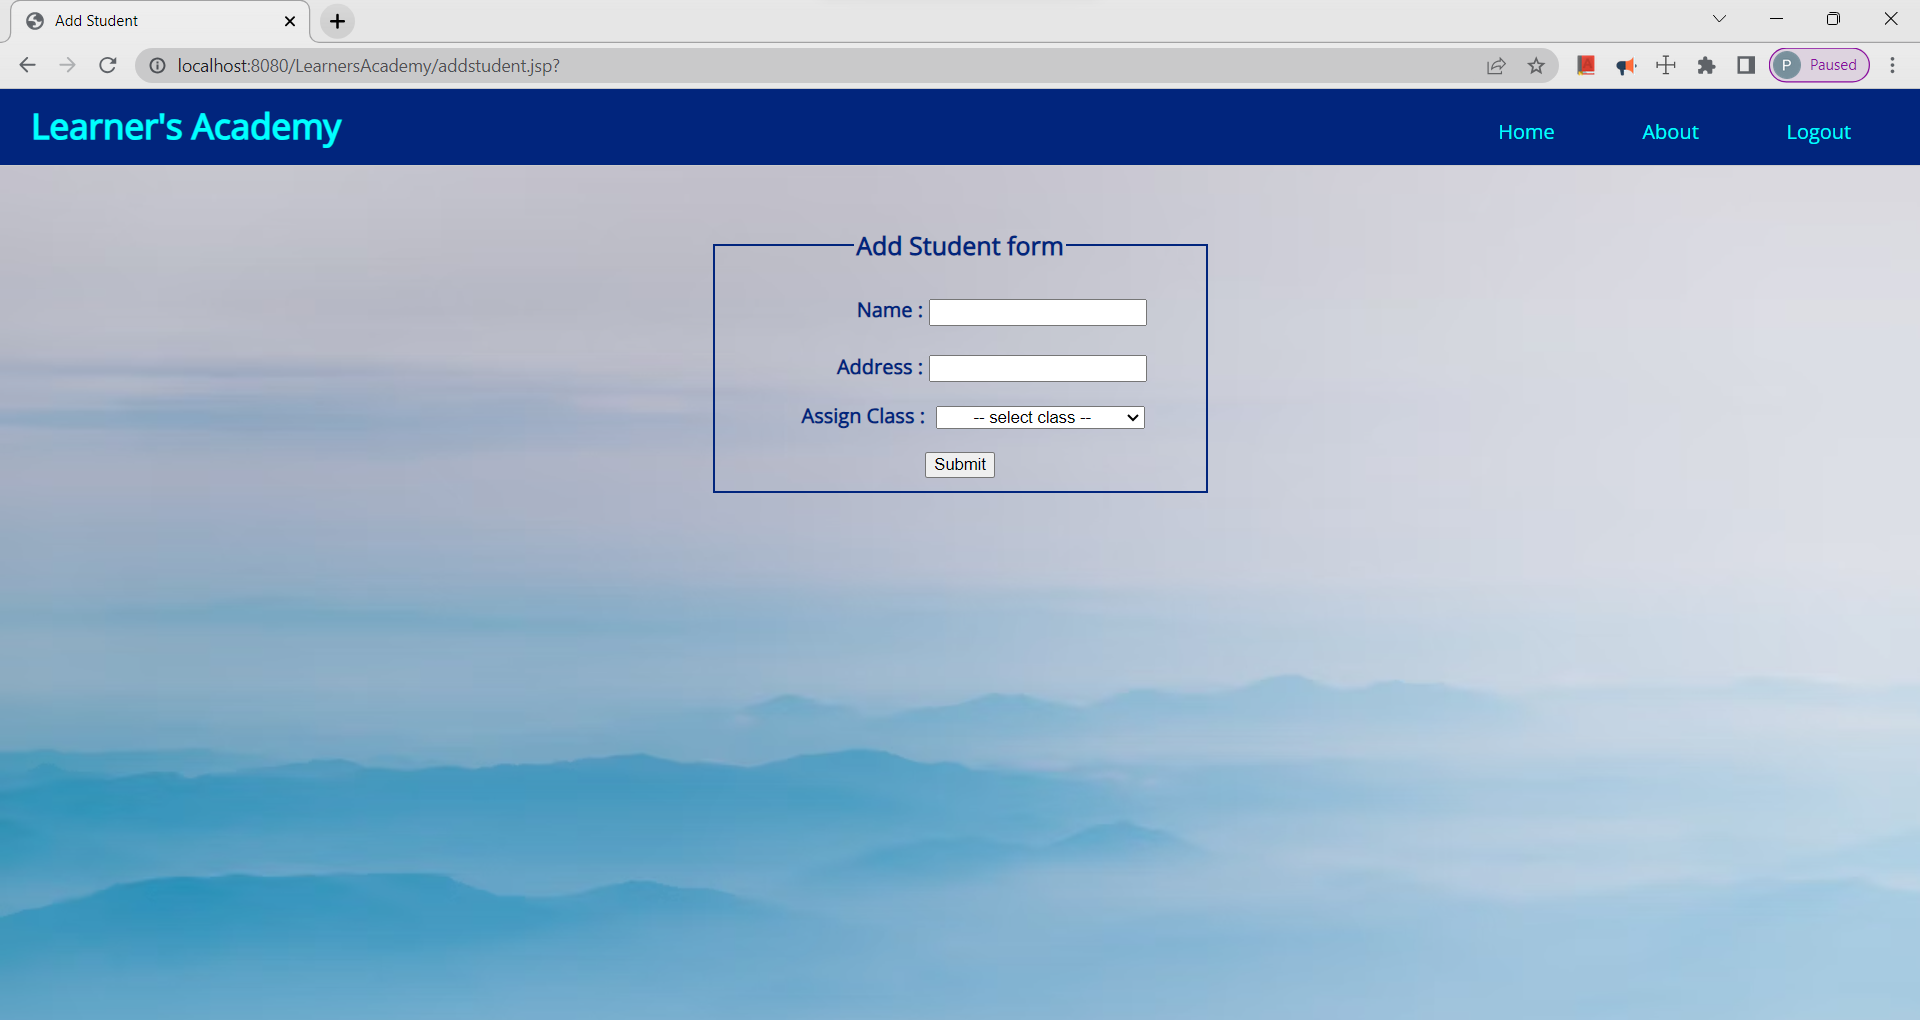 Add Student
localhost:8080/LearnersAcademy/addstudent.jsp?
P Paused
Learner's Academy
Home About Logout
Add Student form
Name :
Address :
Assign Class : -- select class --
Submit